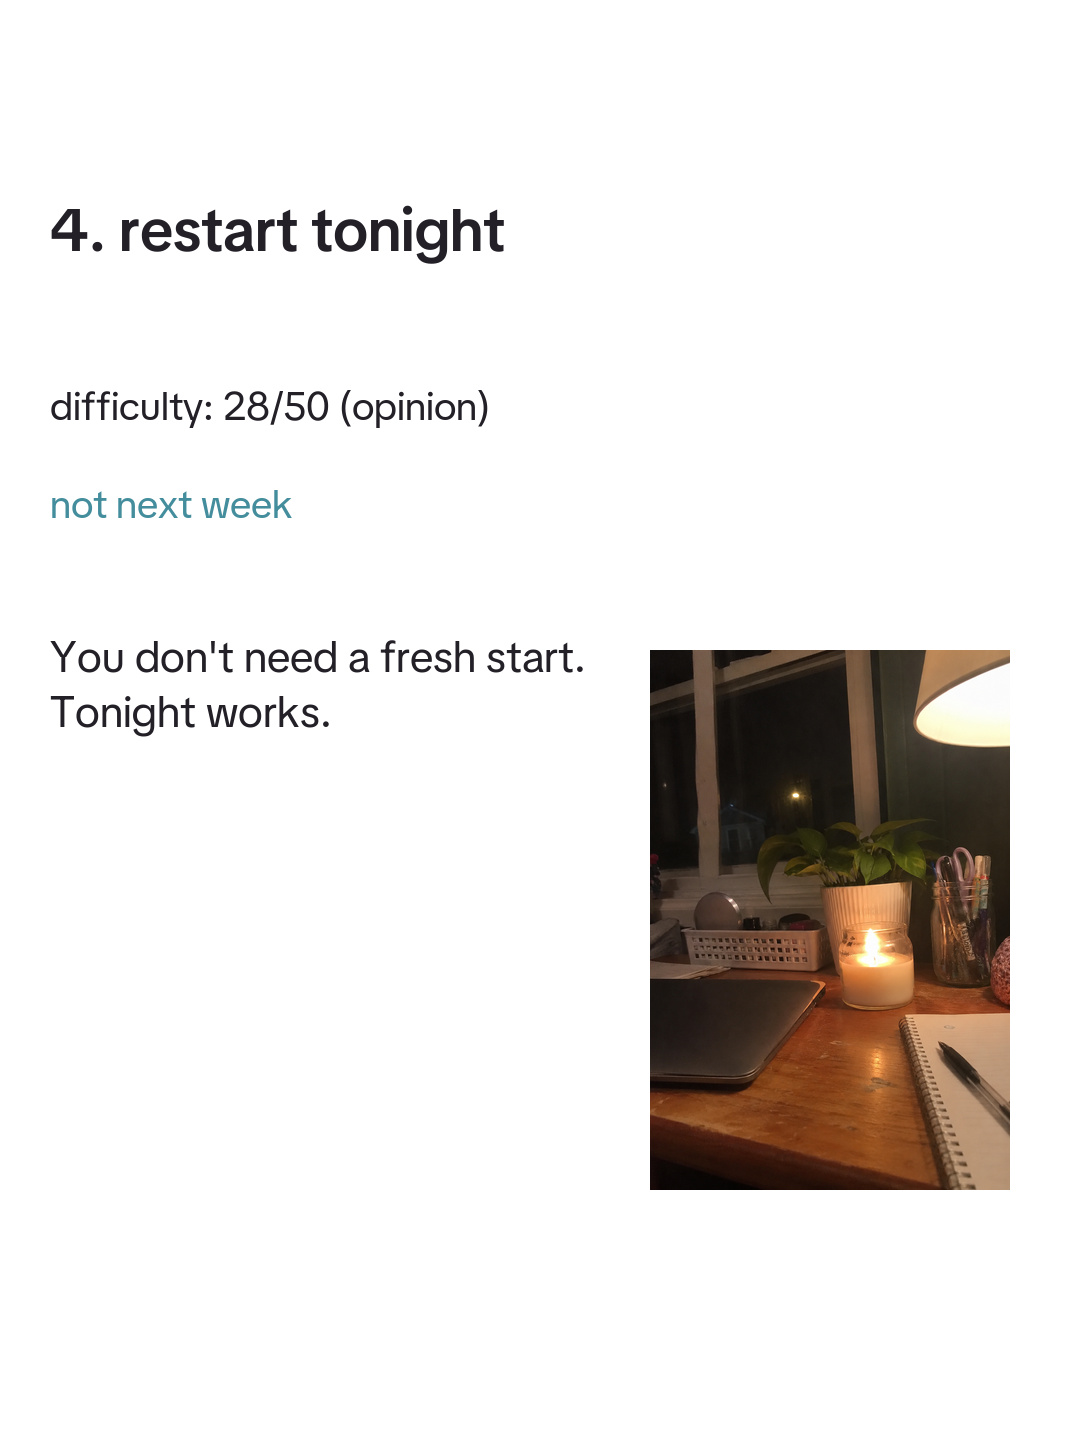 4. restart tonight
difficulty: 28/50 (opinion)
not next week
You don't need a fresh start.
Tonight works.